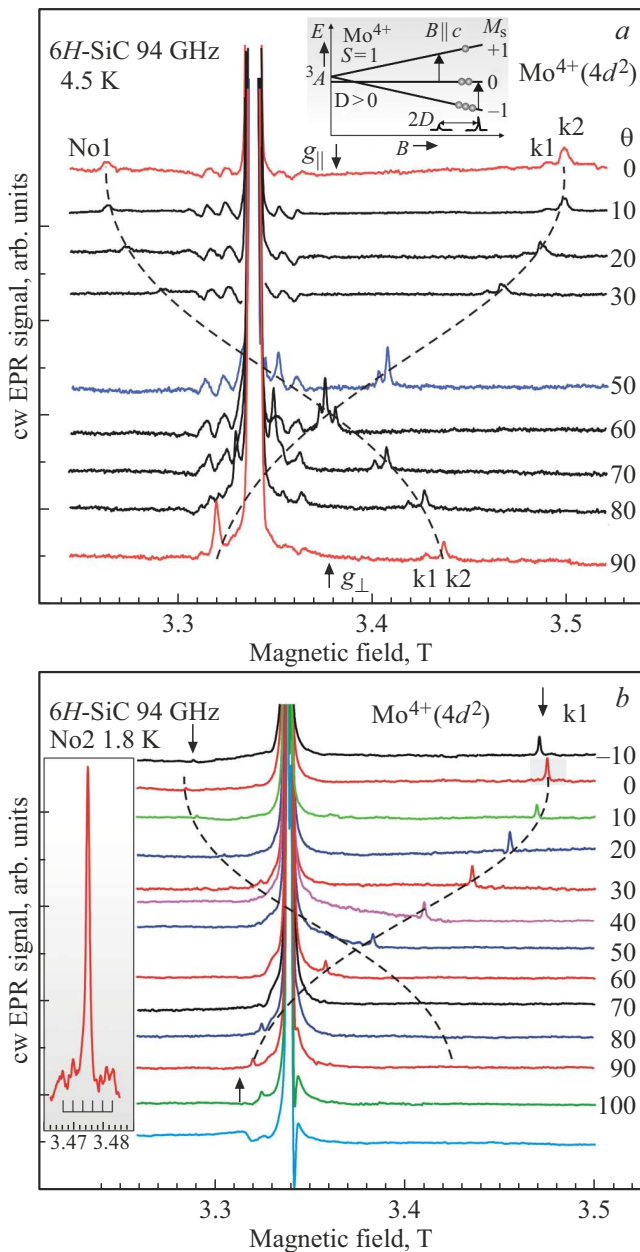 a
6H-SiC 94 GHz
4.5 K
E
Mo⁴⁺
S = 1
B ∥ c
Mₛ
+1
³A
0
D > 0
−1
2D
B
Mo⁴⁺(4d²)
No1
g∥
k1
k2
θ
0
10
20
30
50
60
70
80
90
g⊥
k1 k2
cw EPR signal, arb. units
3.3
3.4
3.5
Magnetic field, T
b
6H-SiC 94 GHz
No2 1.8 K
Mo⁴⁺(4d²)
k1
−10
0
10
20
30
40
50
60
70
80
90
100
3.47
3.48
cw EPR signal, arb. units
3.3
3.4
3.5
Magnetic field, T